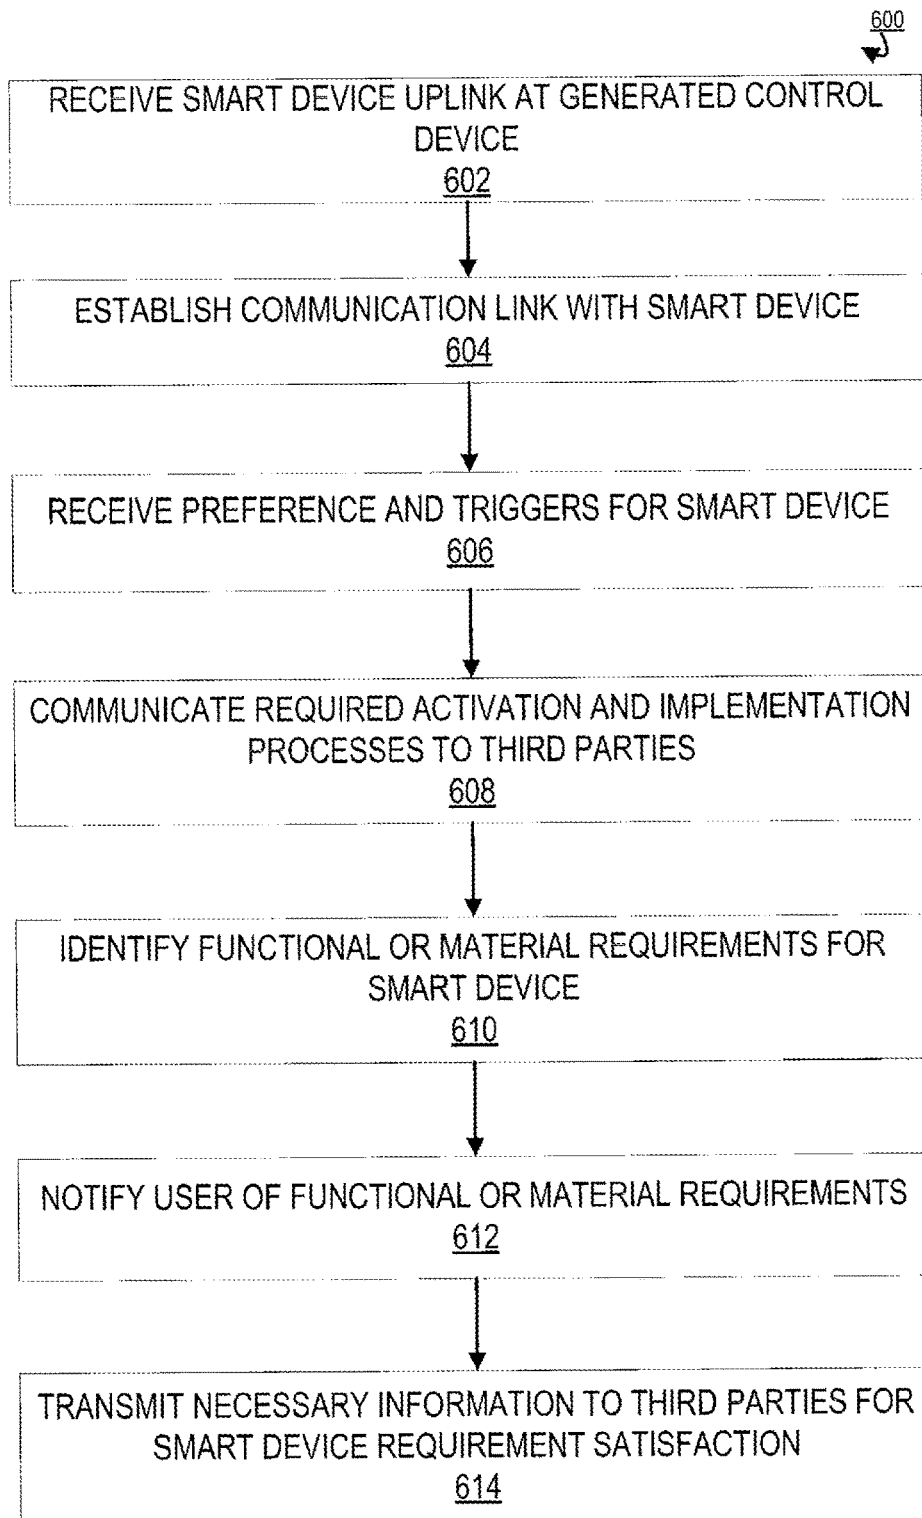 600
RECEIVE SMART DEVICE UPLINK AT GENERATED CONTROL
DEVICE
602
ESTABLISH COMMUNICATION LINK WITH SMART DEVICE
604
RECEIVE PREFERENCE AND TRIGGERS FOR SMART DEVICE
606
COMMUNICATE REQUIRED ACTIVATION AND IMPLEMENTATION
PROCESSES TO THIRD PARTIES
608
IDENTIFY FUNCTIONAL OR MATERIAL REQUIREMENTS FOR
SMART DEVICE
610
NOTIFY USER OF FUNCTIONAL OR MATERIAL REQUIREMENTS
612
TRANSMIT NECESSARY INFORMATION TO THIRD PARTIES FOR
SMART DEVICE REQUIREMENT SATISFACTION
614